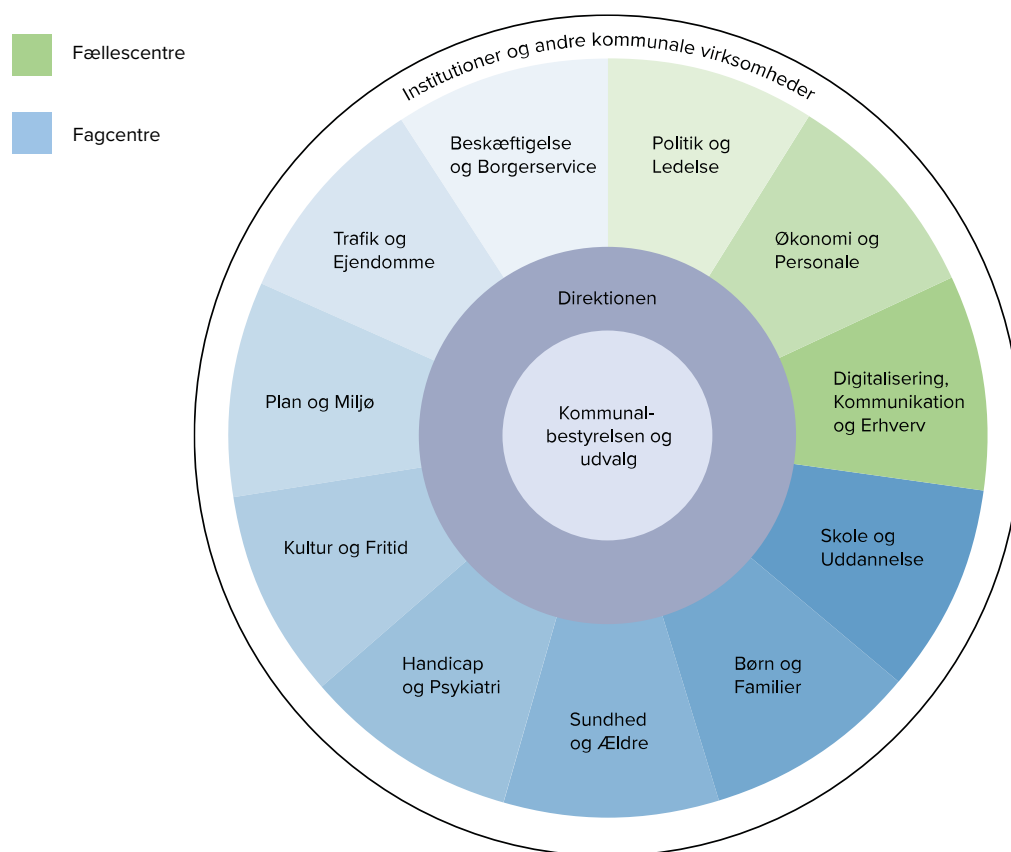 Fællescentre
Fagcentre
Institutioner og andre kommunale virksomheder
Beskæftigelse
og Borgerservice
Politik og
Ledelse
Trafik og
Ejendomme
Økonomi og
Personale
Direktionen
Plan og Miljø
Digitalisering,
Kommunikation
og Erhverv
Kommunal-
bestyrelsen og
udvalg
Kultur og Fritid
Skole og
Uddannelse
Handicap
og Psykiatri
Børn og
Familier
Sundhed
og Ældre